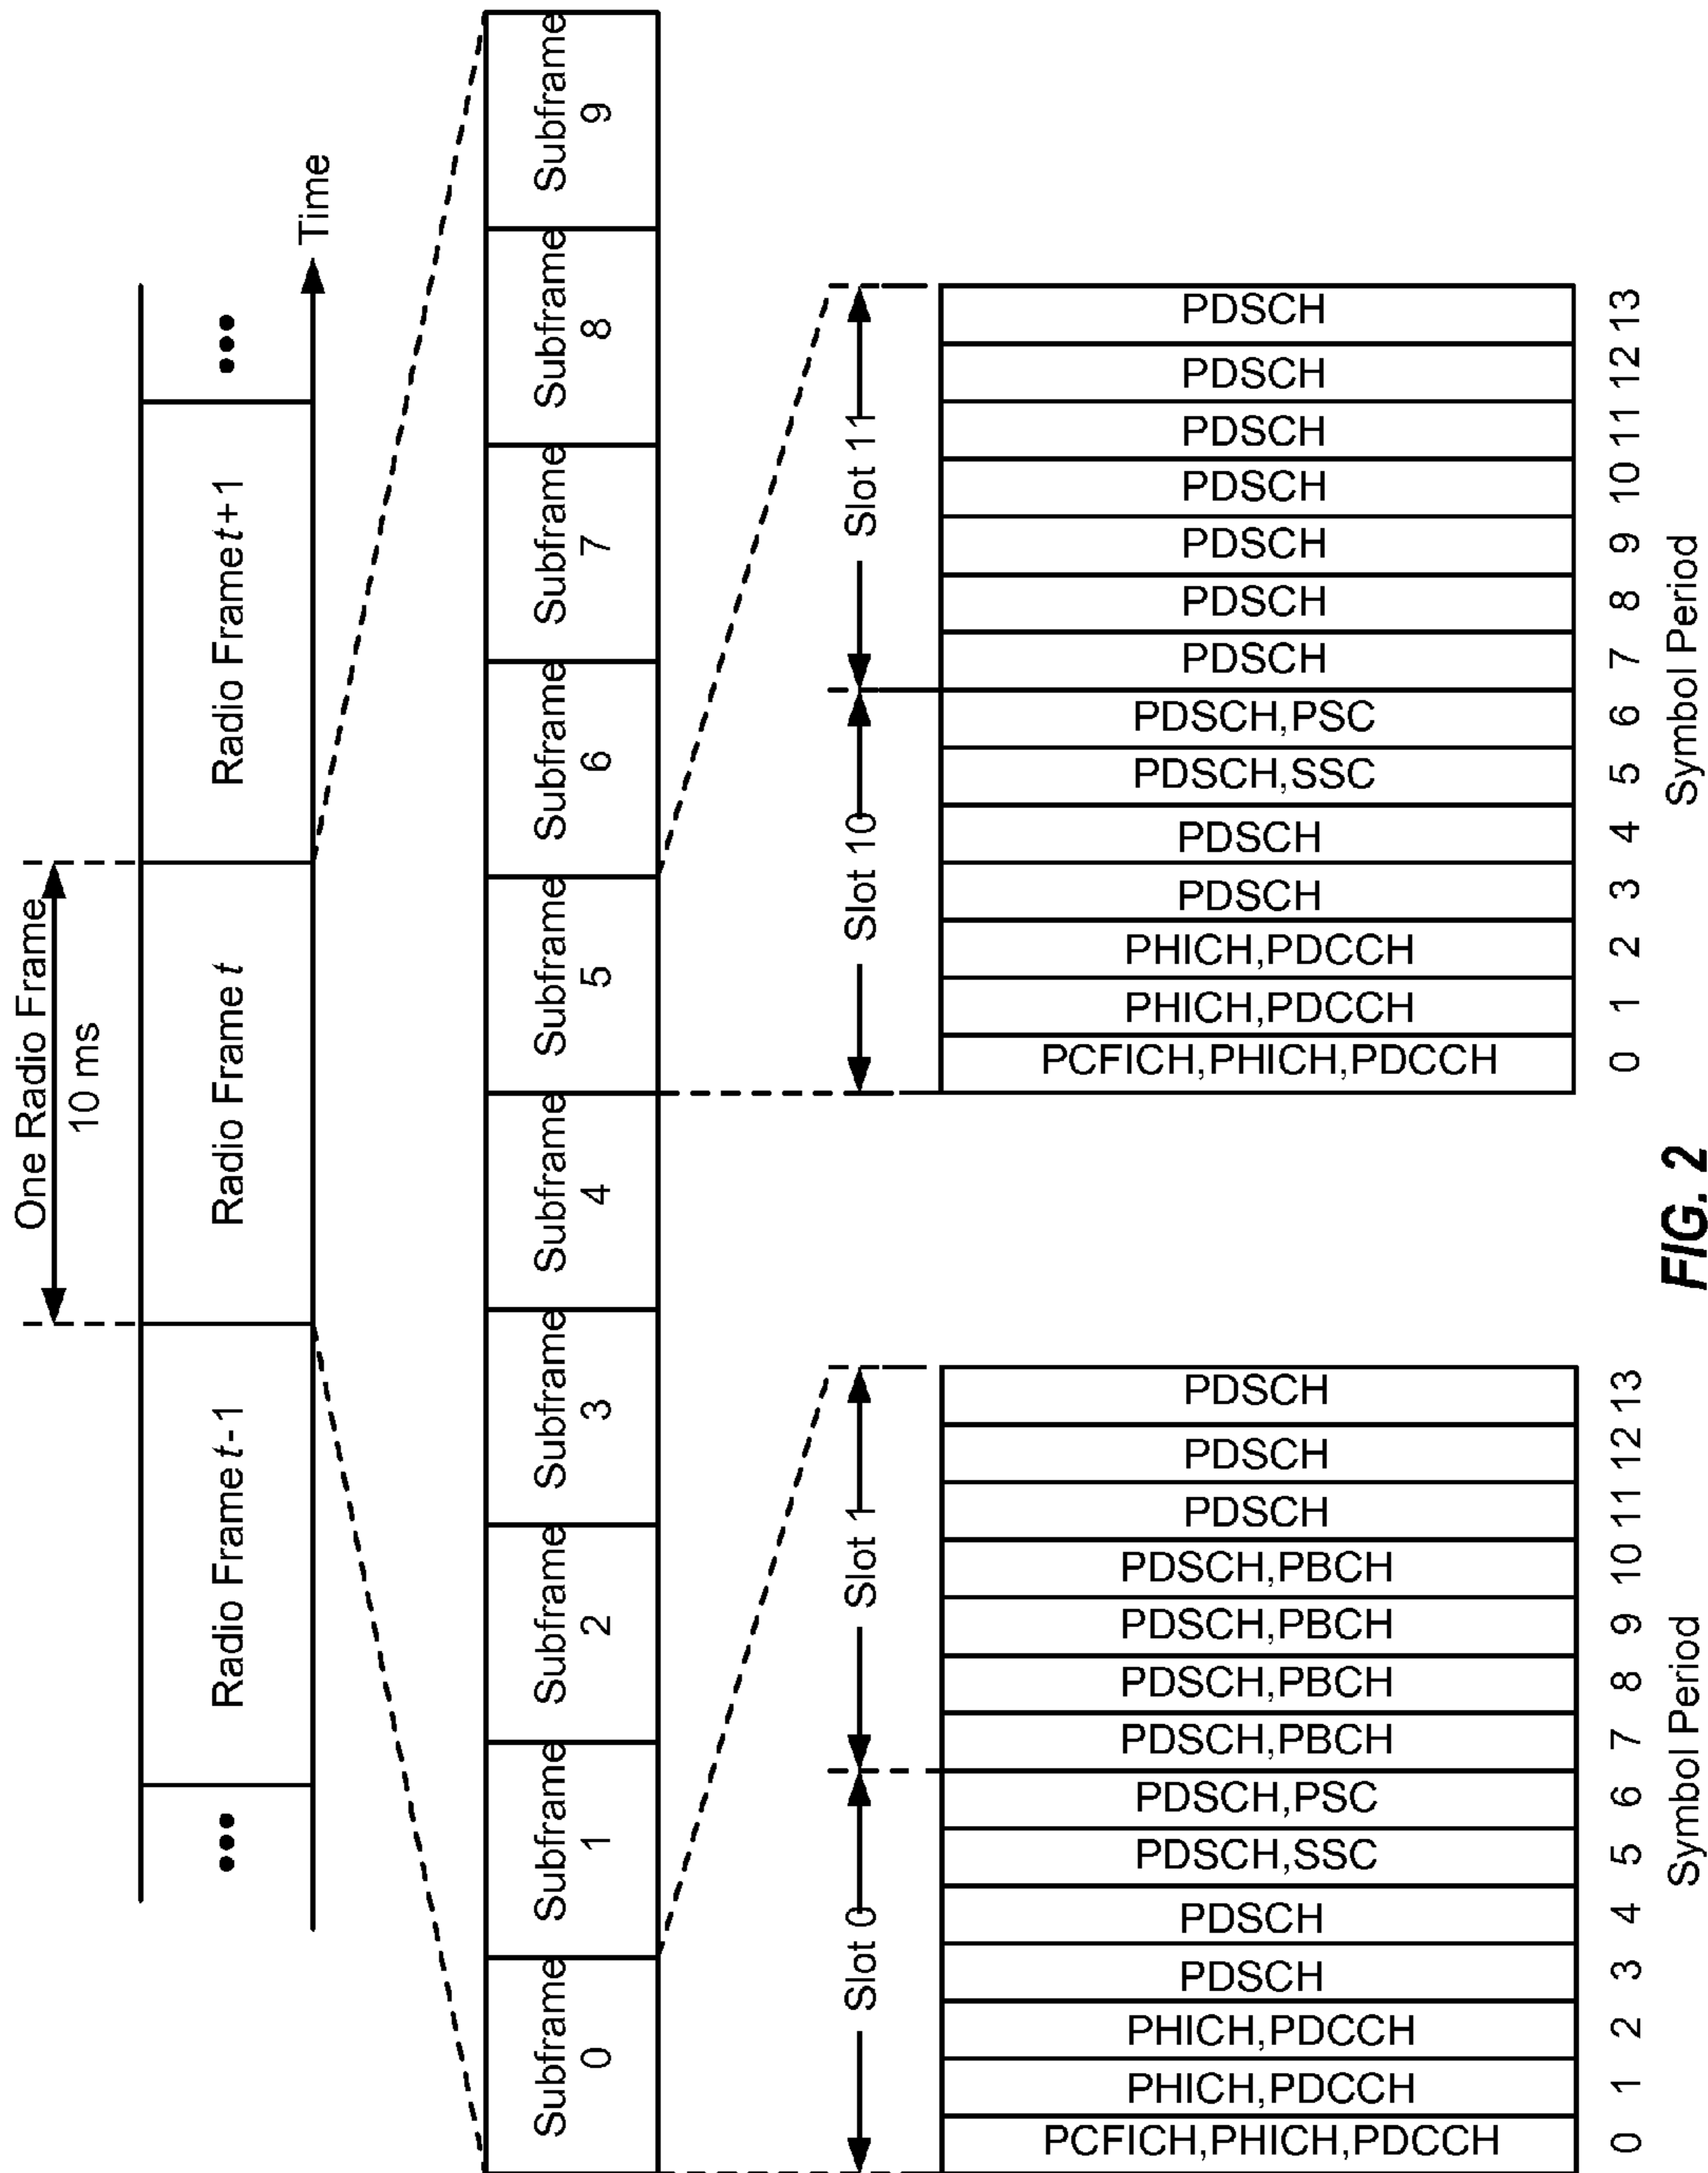 One Radio Frame
10 ms
•••
Radio Frame t-1
Radio Frame t
Radio Frame t+1
•••
Time
Subframe
0
Subframe
1
Subframe
2
Subframe
3
Subframe
4
Subframe
5
Subframe
6
Subframe
7
Subframe
8
Subframe
9
Slot 0
Slot 1
PCFICH,PHICH,PDCCH
PHICH,PDCCH
PHICH,PDCCH
PDSCH
PDSCH
PDSCH,SSC
PDSCH,PSC
PDSCH,PBCH
PDSCH,PBCH
PDSCH,PBCH
PDSCH,PBCH
PDSCH
PDSCH
PDSCH
0 1 2 3 4 5 6 7 8 9 10 11 12 13
Symbol Period
Slot 10
Slot 11
PCFICH,PHICH,PDCCH
PHICH,PDCCH
PHICH,PDCCH
PDSCH
PDSCH
PDSCH,SSC
PDSCH,PSC
PDSCH
PDSCH
PDSCH
PDSCH
PDSCH
PDSCH
PDSCH
0 1 2 3 4 5 6 7 8 9 10 11 12 13
Symbol Period
FIG. 2